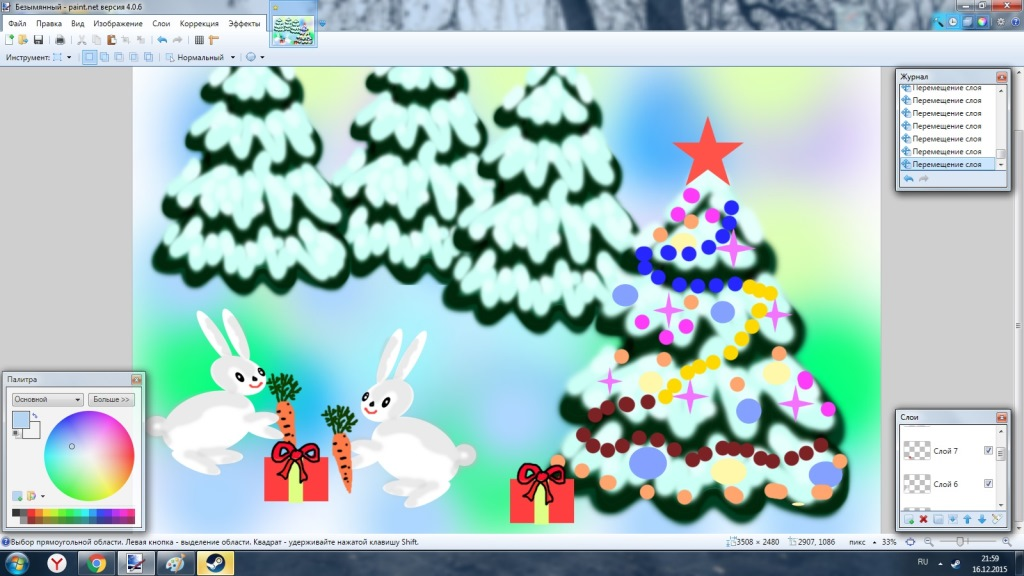 Безымянный - paint.net версия 4.0.6
Файл Правка Вид Изображение Слои Коррекция Эффекты
Инструмент: Нормальный
Журнал
Перемещение слоя
Перемещение слоя
Перемещение слоя
Перемещение слоя
Перемещение слоя
Перемещение слоя
Перемещение слоя
Палитра
Основной Больше >>
Слои
Слой 7
Слой 6
Выбор прямоугольной области. Левая кнопка - выделение области. Квадрат - удерживайте нажатой клавишу Shift. 3508 × 2480 2907, 1086 пикс 33%
RU 21:59
16.12.2015